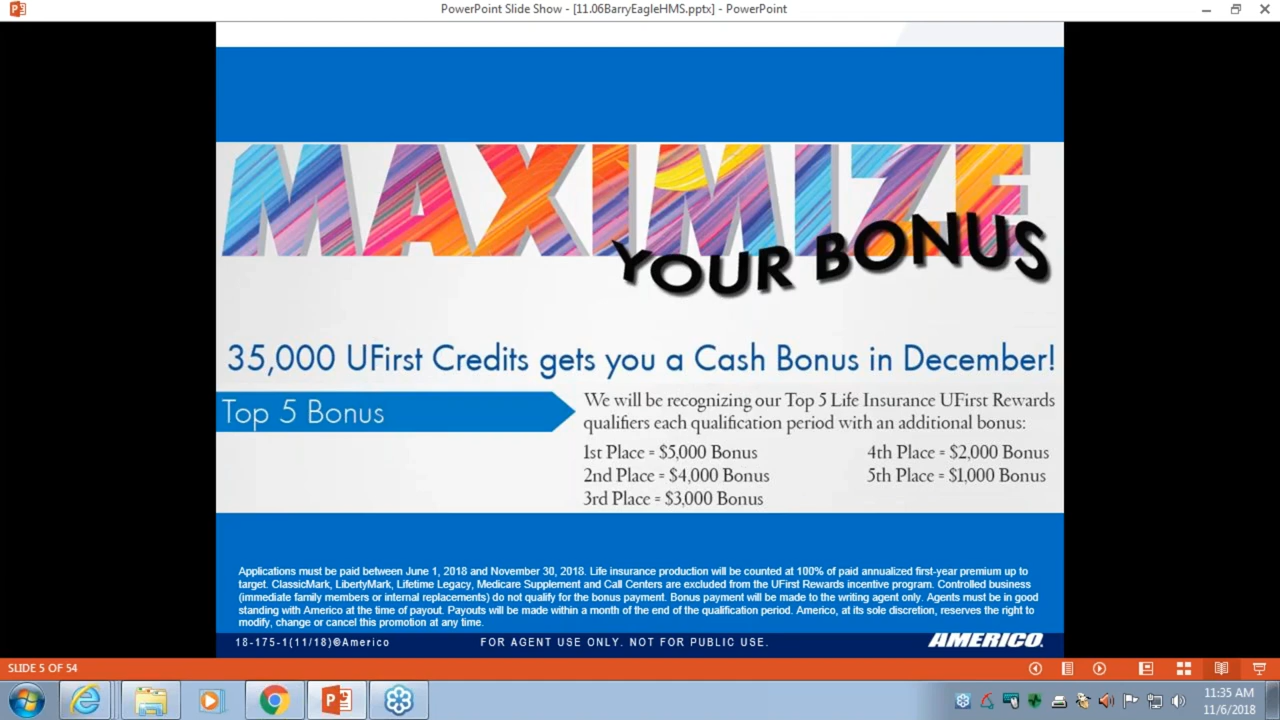 PowerPoint Slide Show - [11.06BarryEagleHMS.pptx] - PowerPoint
MAXIMIZE
YOUR BONUS
35,000 UFirst Credits gets you a Cash Bonus in December!
Top 5 Bonus
We will be recognizing our Top 5 Life Insurance UFirst Rewards
qualifiers each qualification period with an additional bonus:
1st Place = $5,000 Bonus
2nd Place = $4,000 Bonus
3rd Place = $3,000 Bonus
4th Place = $2,000 Bonus
5th Place = $1,000 Bonus
Applications must be paid between June 1, 2018 and November 30, 2018. Life insurance production will be counted at 100% of paid annualized first-year premium up to
target. ClassicMark, LibertyMark, Lifetime Legacy, Medicare Supplement and Call Centers are excluded from the UFirst Rewards incentive program. Controlled business
(immediate family members or internal replacements) do not qualify for the bonus payment. Bonus payment will be made to the writing agent only. Agents must be in good
standing with Americo at the time of payout. Payouts will be made within a month of the end of the qualification period. Americo, at its sole discretion, reserves the right to
modify, change or cancel this promotion at any time.
18-175-1(11/18)@Americo
FOR AGENT USE ONLY. NOT FOR PUBLIC USE.
AMERICO.
SLIDE 5 OF 54
11:35 AM
11/6/2018